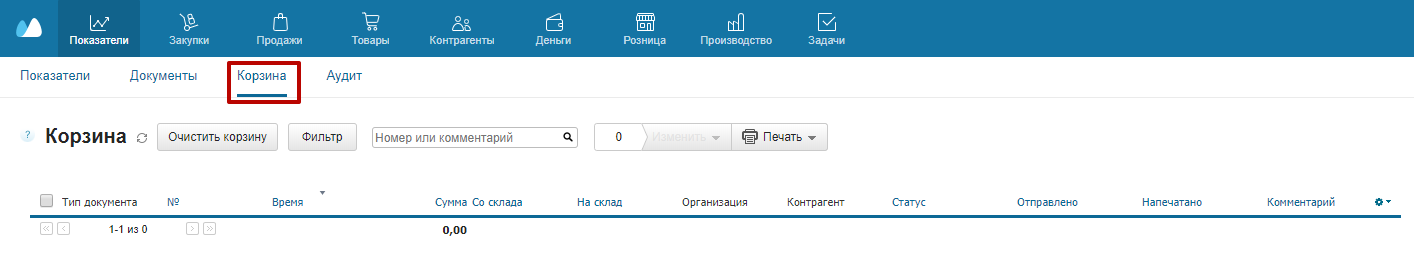 Показатели Закупки Продажи Товары Контрагенты Деньги Розница Производство Задачи
Показатели Документы Корзина Аудит
? Корзина Очистить корзину Фильтр Номер или комментарий 0 Изменить Печать
Тип документа № Время Сумма Со склада На склад Организация Контрагент Статус Отправлено Напечатано Комментарий
1-1 из 0 0,00